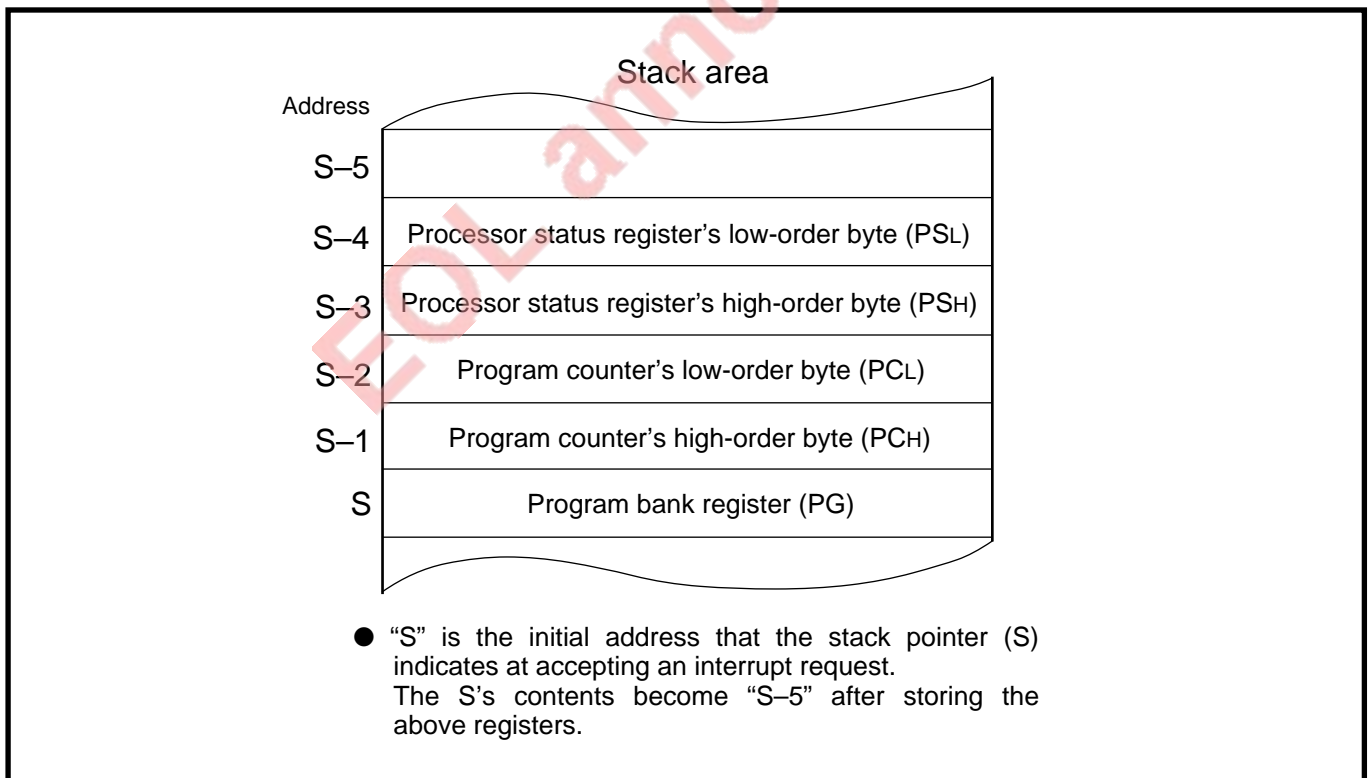 Stack area
Address
S–5
S–4 Processor status register’s low-order byte (PSL)
S–3 Processor status register’s high-order byte (PSH)
S–2 Program counter’s low-order byte (PCL)
S–1 Program counter’s high-order byte (PCH)
S Program bank register (PG)
● “S” is the initial address that the stack pointer (S)
indicates at accepting an interrupt request.
The S’s contents become “S–5” after storing the
above registers.
EOL